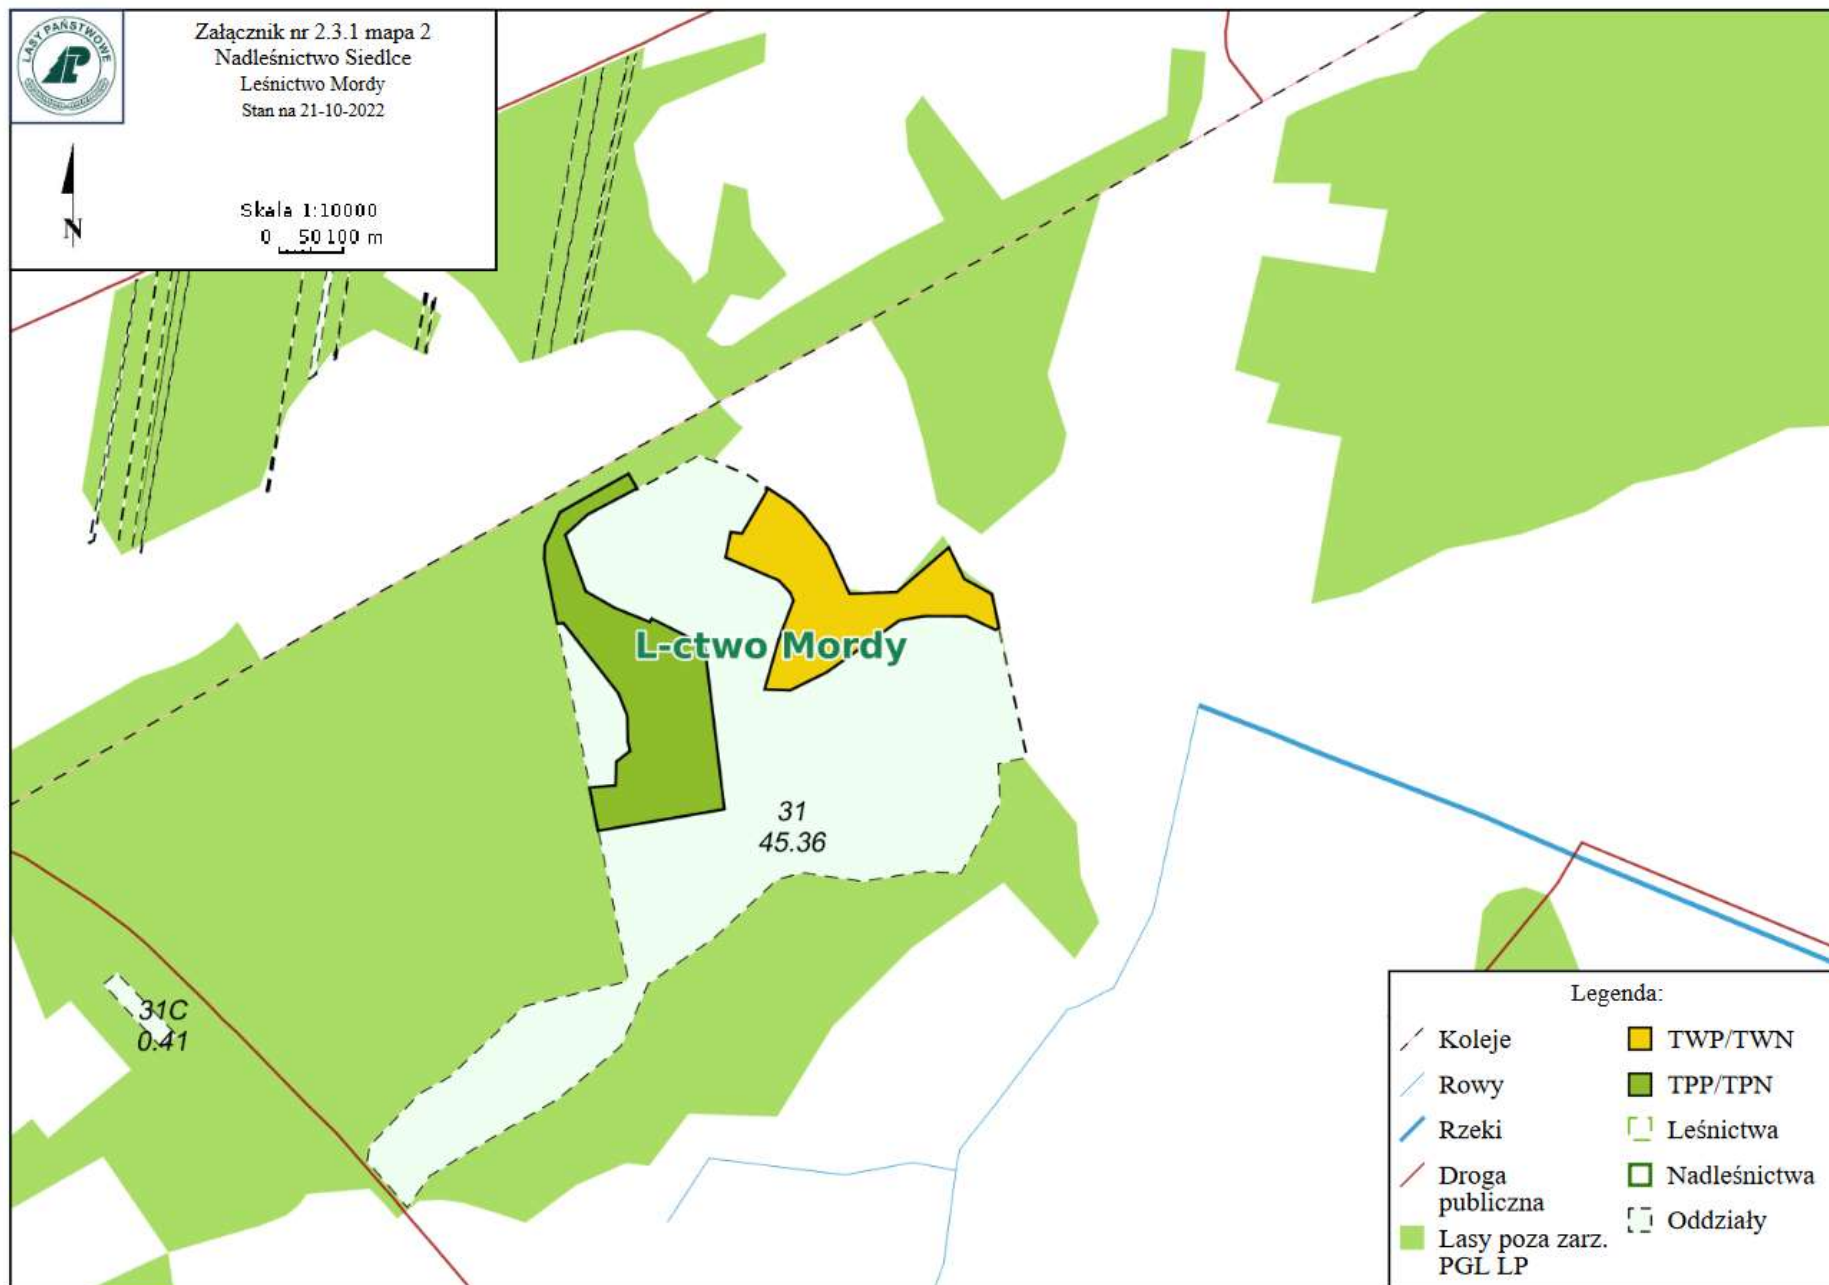 LASY PAŃSTWOWE
Załącznik nr 2.3.1 mapa 2
Nadleśnictwo Siedlce
Leśnictwo Mordy
Stan na 21-10-2022
N
Skala 1:10000
0 50 100 m
L-ctwo Mordy
31
45.36
31C
0.41
Legenda:
Koleje
Rowy
Rzeki
Droga
publiczna
Lasy poza zarz.
PGL LP
TWP/TWN
TPP/TPN
Leśnictwa
Nadleśnictwa
Oddziały